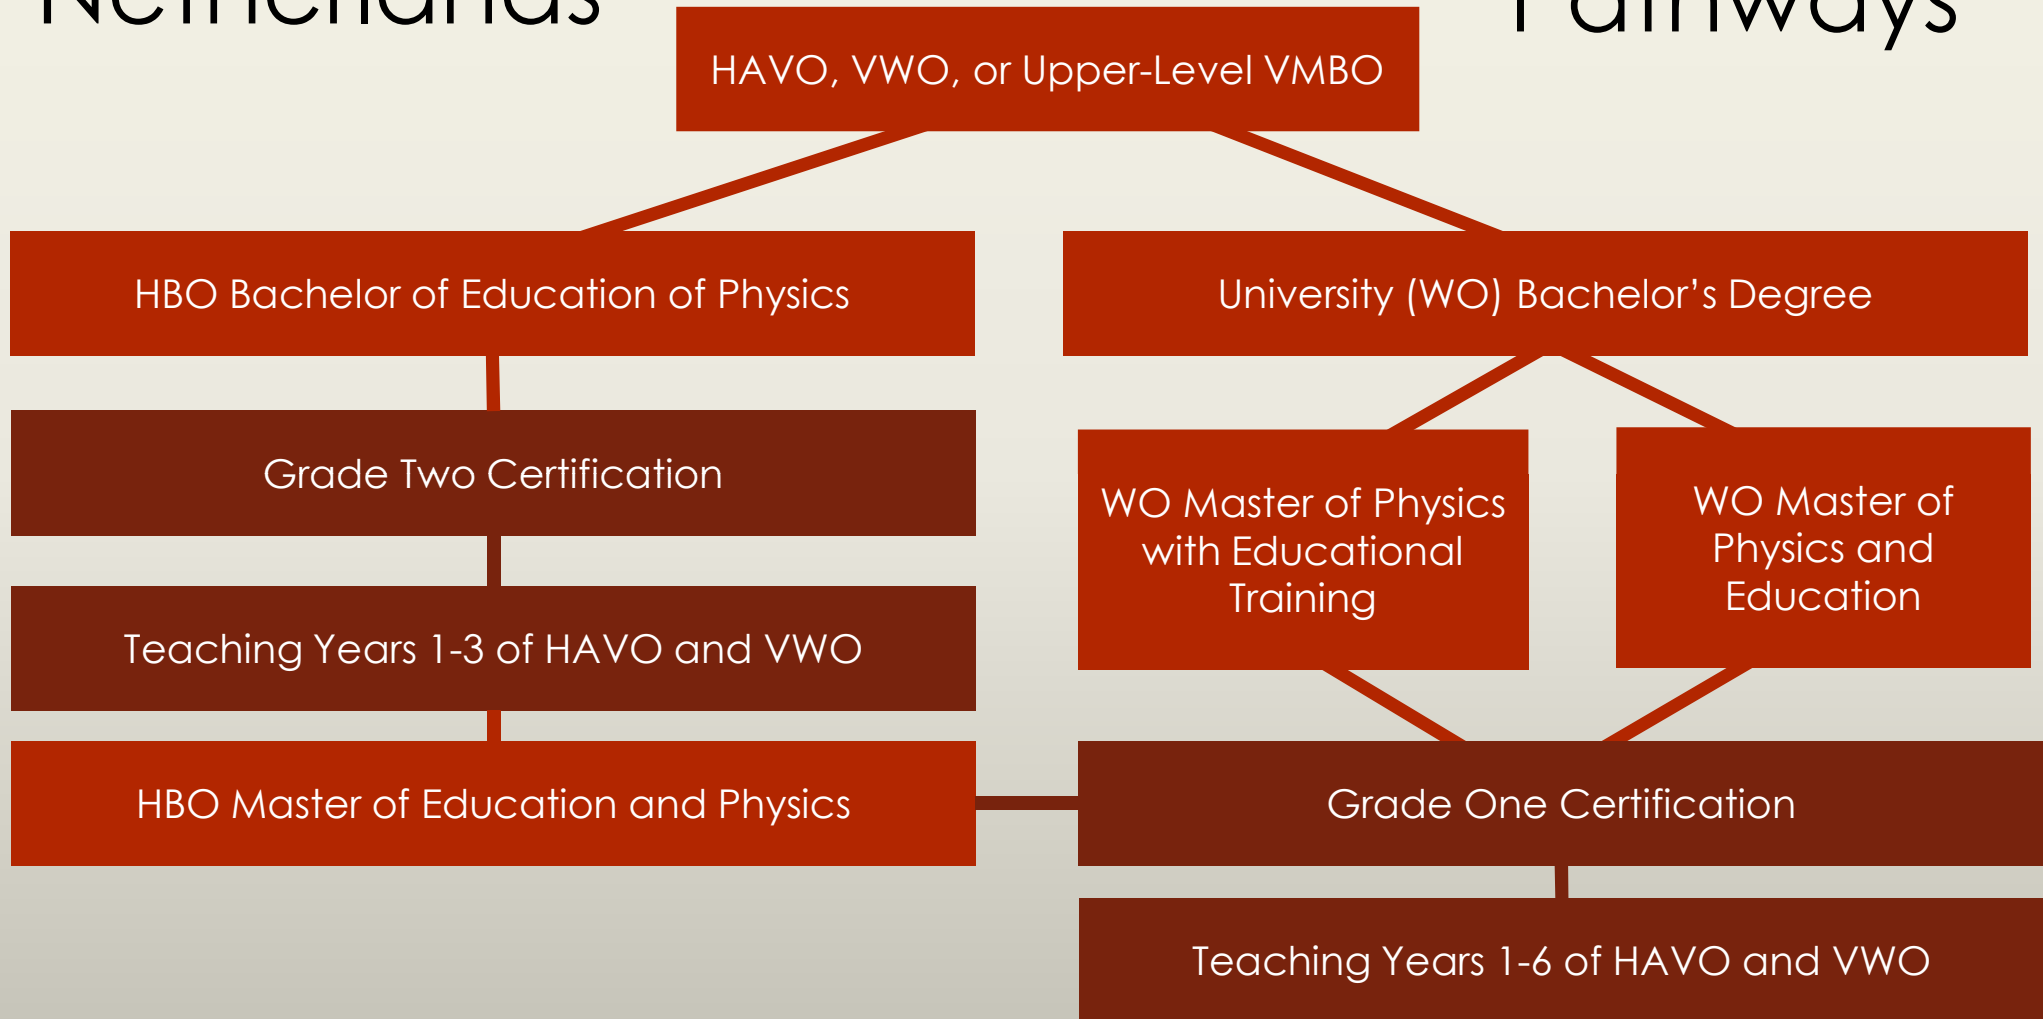 Netherlands
Pathways
HAVO, VWO, or Upper-Level VMBO
HBO Bachelor of Education of Physics
University (WO) Bachelor’s Degree
Grade Two Certification
WO Master of Physics
with Educational
Training
WO Master of
Physics and
Education
Teaching Years 1-3 of HAVO and VWO
HBO Master of Education and Physics
Grade One Certification
Teaching Years 1-6 of HAVO and VWO